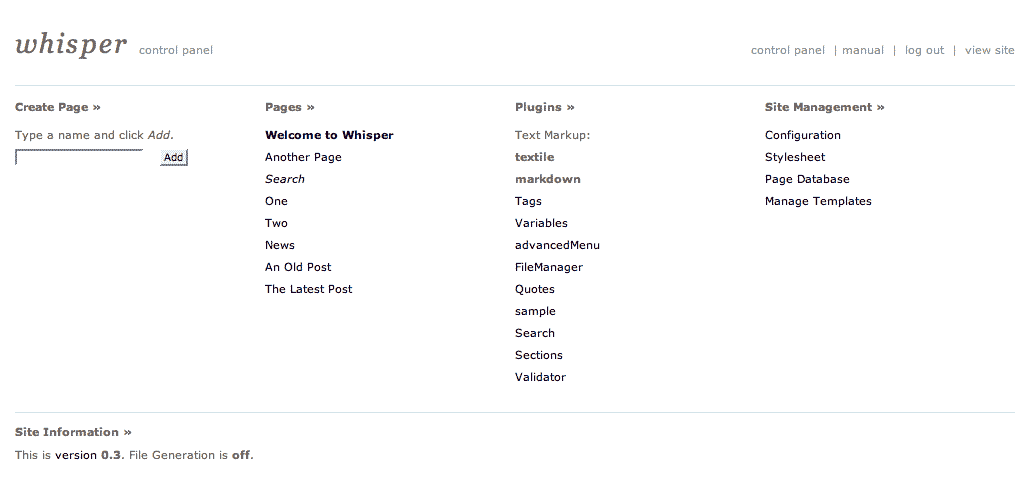 whisper control panel
control panel | manual | log out | view site
Create Page »
Type a name and click Add.
Add
Pages »
Welcome to Whisper
Another Page
Search
One
Two
News
An Old Post
The Latest Post
Plugins »
Text Markup:
textile
markdown
Tags
Variables
advancedMenu
FileManager
Quotes
sample
Search
Sections
Validator
Site Management »
Configuration
Stylesheet
Page Database
Manage Templates
Site Information »
This is version 0.3. File Generation is off.